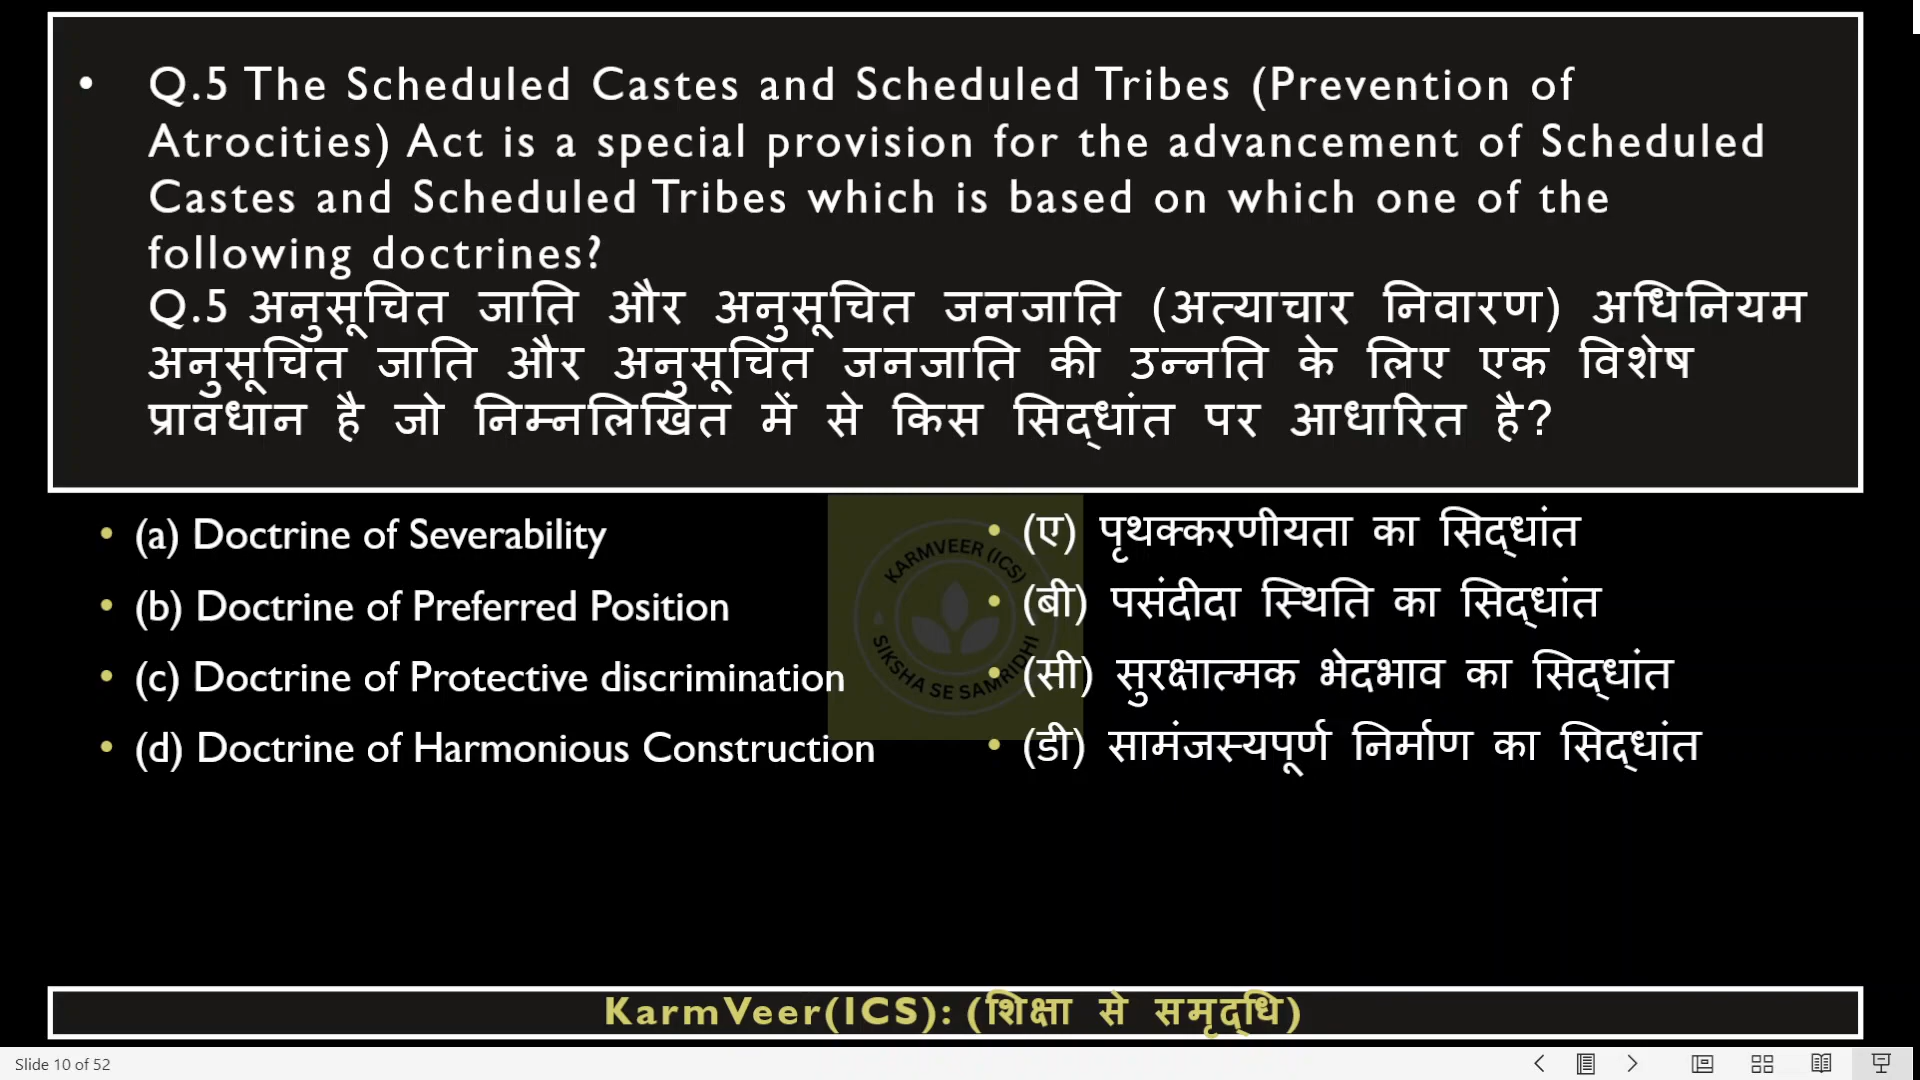 • Q.5 The Scheduled Castes and Scheduled Tribes (Prevention of
Atrocities) Act is a special provision for the advancement of Scheduled
Castes and Scheduled Tribes which is based on which one of the
following doctrines?
Q.5 अनुसूचित जाति और अनुसूचित जनजाति (अत्याचार निवारण) अधिनियम
अनुसूचित जाति और अनुसूचित जनजाति की उन्नति के लिए एक विशेष
प्रावधान है जो निम्नलिखित में से किस सिद्धांत पर आधारित है?
• (a) Doctrine of Severability
• (b) Doctrine of Preferred Position
• (c) Doctrine of Protective discrimination
• (d) Doctrine of Harmonious Construction
KARMVEER (ICS)
SIKSHA SE SAMRIDHI
• (ए) पृथक्करणीयता का सिद्धांत
• (बी) पसंदीदा स्थिति का सिद्धांत
• (सी) सुरक्षात्मक भेदभाव का सिद्धांत
• (डी) सामंजस्यपूर्ण निर्माण का सिद्धांत
KarmVeer(ICS): (शिक्षा से समृद्धि)
Slide 10 of 52